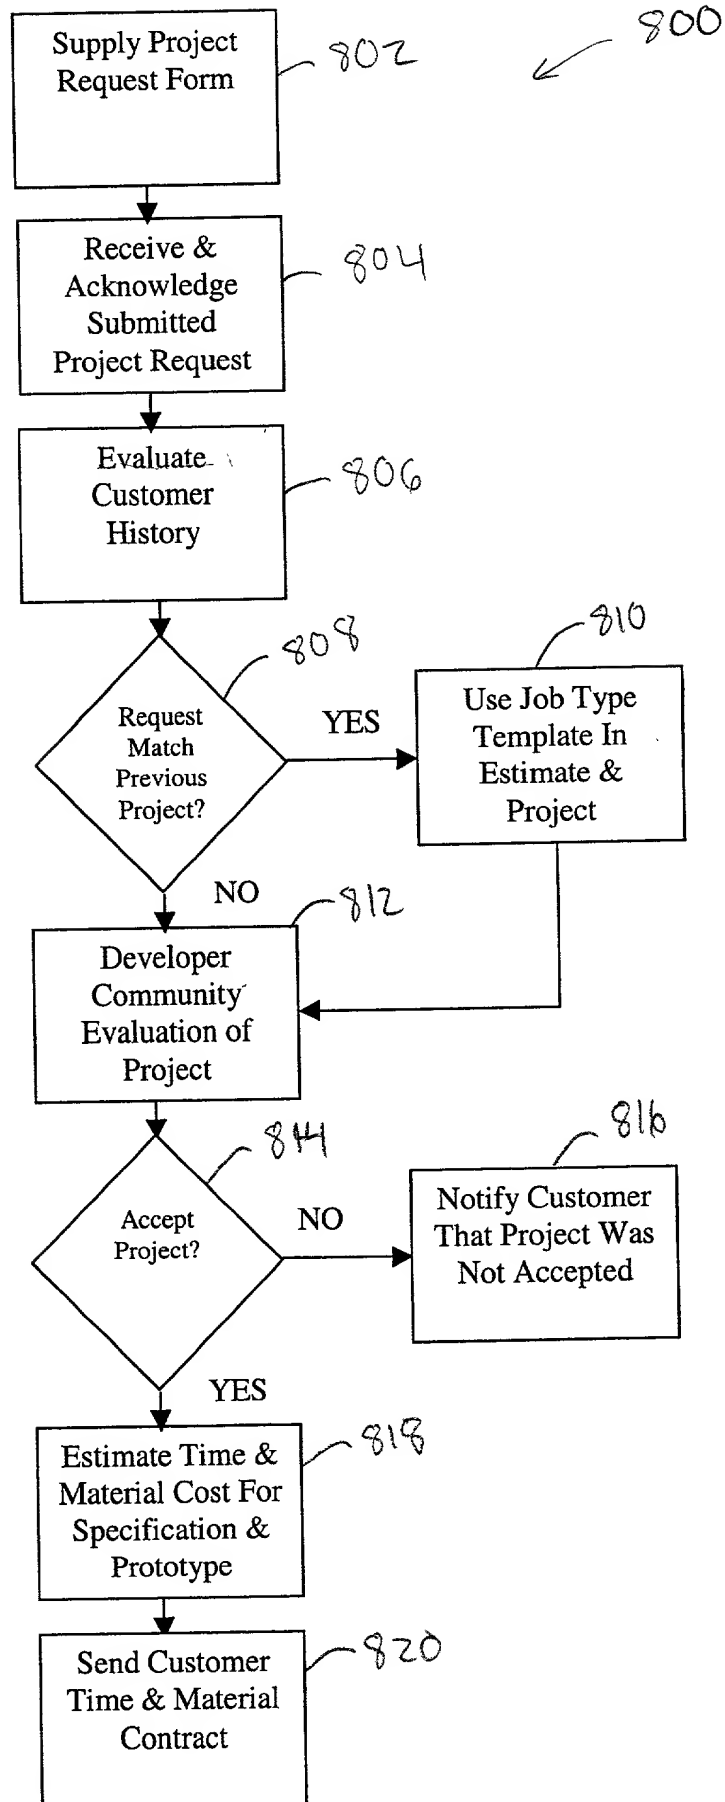 800
Supply Project
Request Form
802
Receive &
Acknowledge
Submitted
Project Request
804
Evaluate
Customer
History
806
808
Request
Match
Previous
Project?
YES
810
Use Job Type
Template In
Estimate &
Project
NO
812
Developer
Community
Evaluation of
Project
814
Accept
Project?
NO
816
Notify Customer
That Project Was
Not Accepted
YES
Estimate Time &
Material Cost For
Specification &
Prototype
818
Send Customer
Time & Material
Contract
820